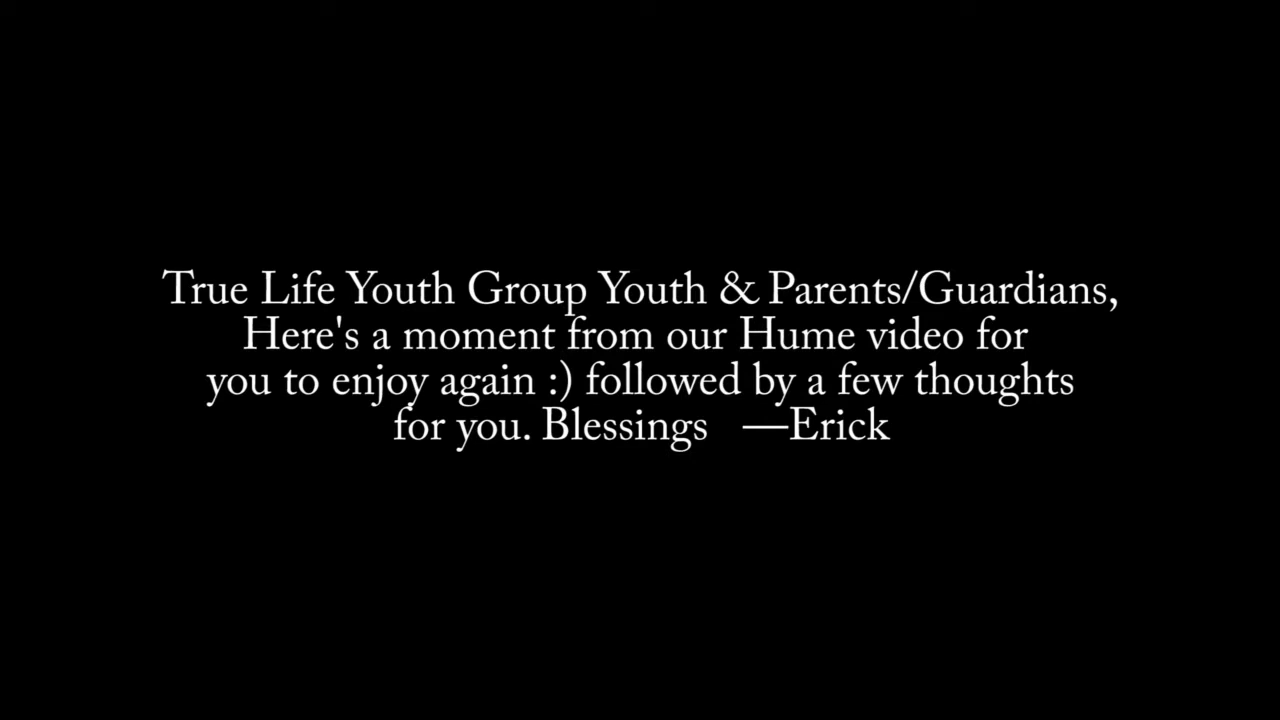 True Life Youth Group Youth & Parents/Guardians,
Here's a moment from our Hume video for
you to enjoy again :) followed by a few thoughts
for you. Blessings   —Erick